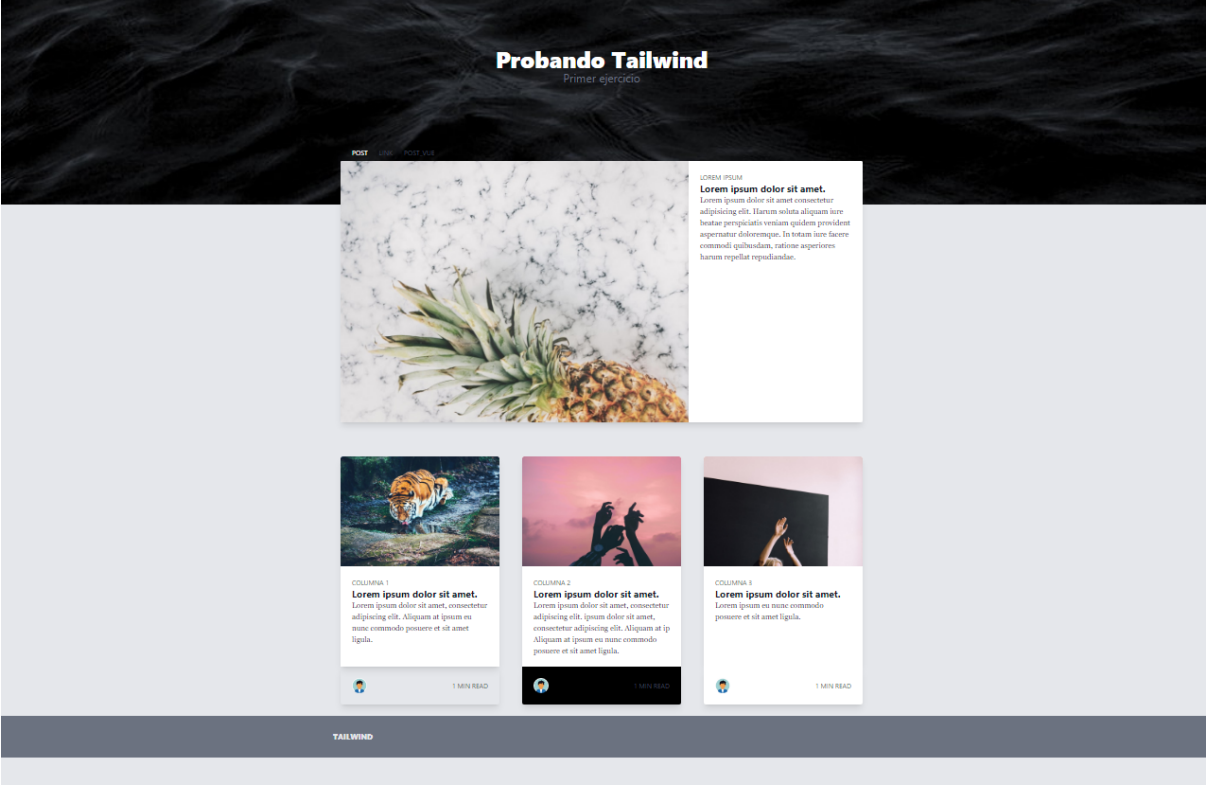 Probando Tailwind
Primer ejercicio
POST LINK POST_VUE
LOREM IPSUM
Lorem ipsum dolor sit amet.
Lorem ipsum dolor sit amet consectetur
adipisicing elit. Harum soluta aliquam iure
beatae perspiciatis veniam quidem provident
aspernatur doloremque. In totam iure facere
commodi quibusdam, ratione asperiores
harum repellat repudiandae.
COLUMNA 1
Lorem ipsum dolor sit amet.
Lorem ipsum dolor sit amet, consectetur
adipiscing elit. Aliquam at ipsum eu
nunc commodo posuere et sit amet
ligula.
1 MIN READ
COLUMNA 2
Lorem ipsum dolor sit amet.
Lorem ipsum dolor sit amet, consectetur
adipiscing elit. ipsum dolor sit amet,
consectetur adipiscing elit. Aliquam at ip
Aliquam at ipsum eu nunc commodo
posuere et sit amet ligula.
1 MIN READ
COLUMNA 3
Lorem ipsum dolor sit amet.
Lorem ipsum eu nunc commodo
posuere et sit amet ligula.
1 MIN READ
TAILWIND